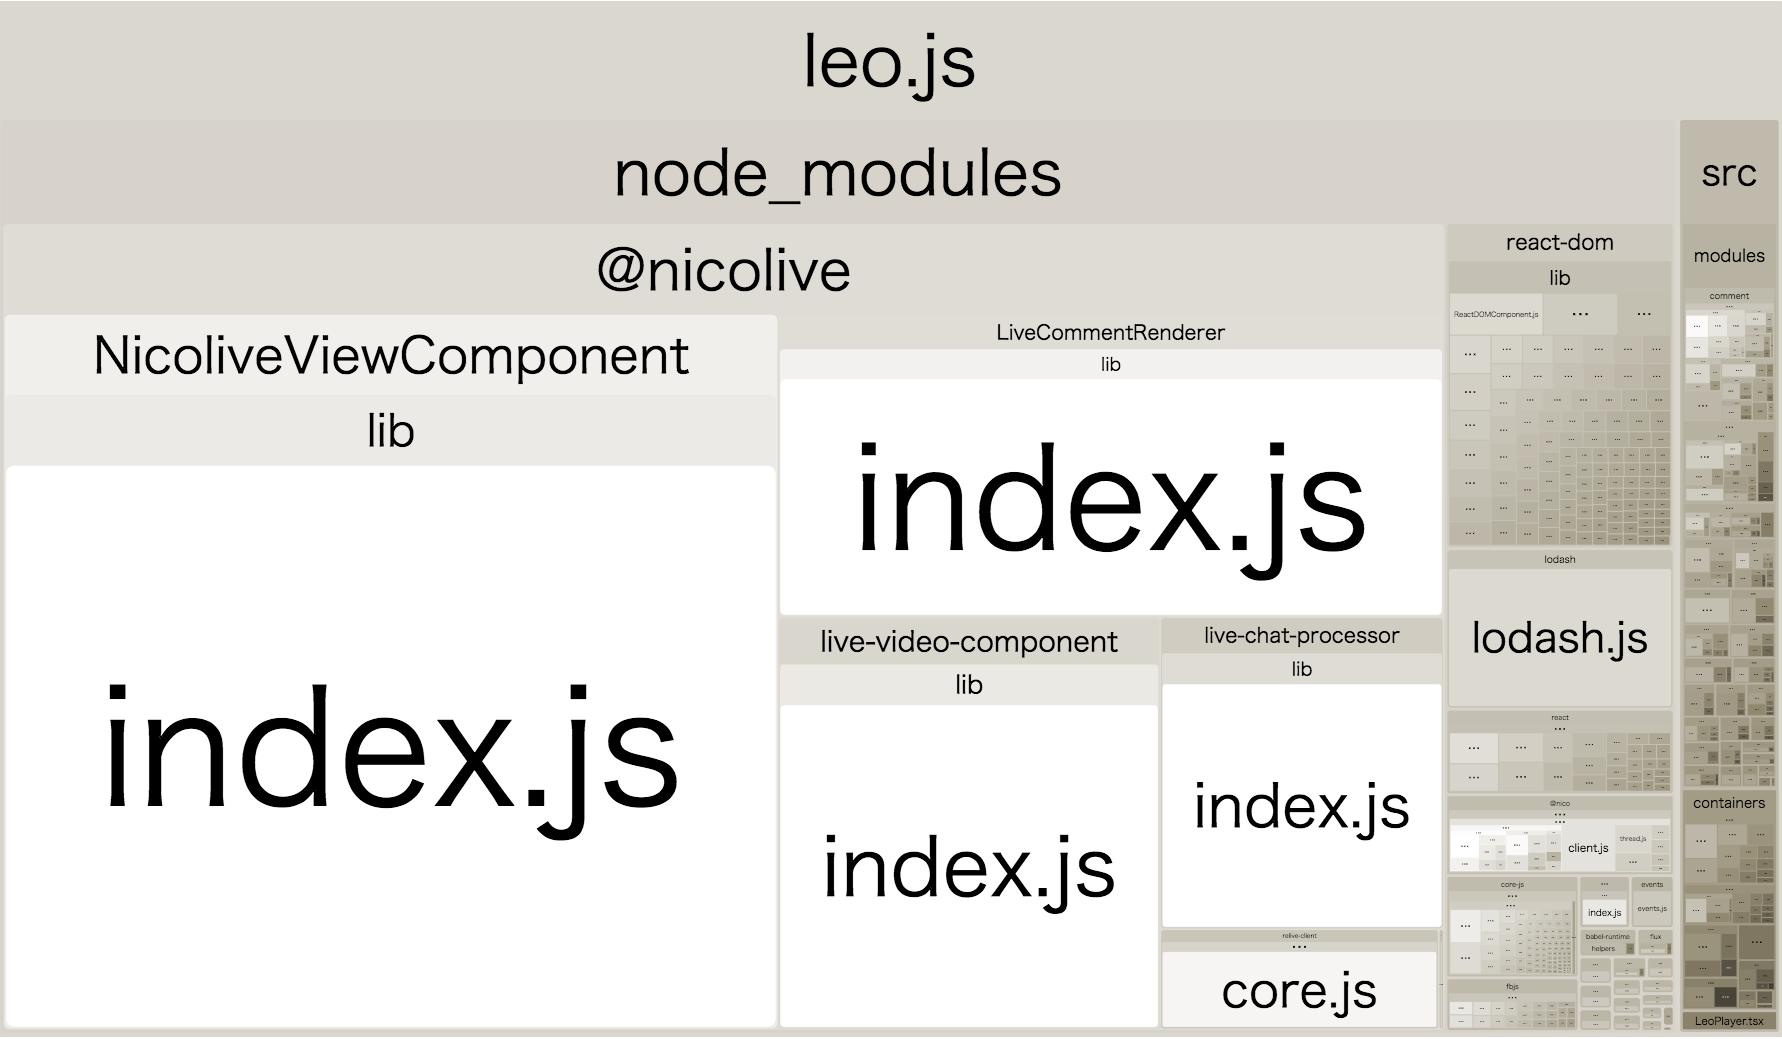 leo.js
node_modules
src
@nicolive
react-dom
modules
NicoliveViewComponent
LiveCommentRenderer
lib
comment
lib
lib
ReactDOMComponent.js
index.js
index.js
lodash
lodash.js
live-video-component
live-chat-processor
lib
lib
index.js
index.js
react
@nico
client.js
thread.js
containers
core-js
events
index.js
events.js
babel-runtime
helpers
flux
relive-client
core.js
fbjs
LeoPlayer.tsx